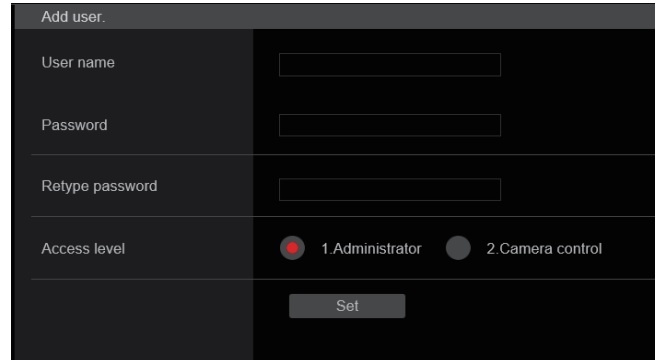 Add user.
User name
Password
Retype password
Access level 1.Administrator 2.Camera control
Set